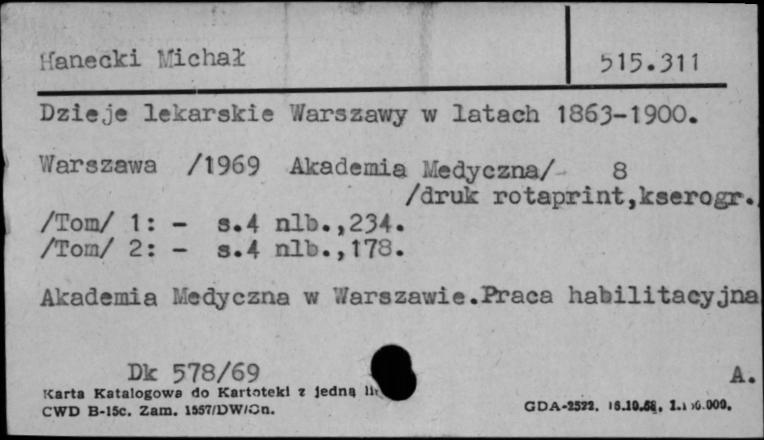 Hanecki Michał 515.311
Dzieje lekarskie Warszawy w latach 1863-1900.
Warszawa /1969 Akademia Medyczna/- 8
/druk rotaprint,kserogr.
/Tom/ 1: - s.4 nlb.,234.
/Tom/ 2: - s.4 nlb.,178.
Akademia Medyczna w Warszawie.Praca habilitacyjna
Dk 578/69 A.
Karta Katalogowa do Kartoteki z jedną
CWD B-15c. Zam. 1557/DW/Gn. GDA-2522.